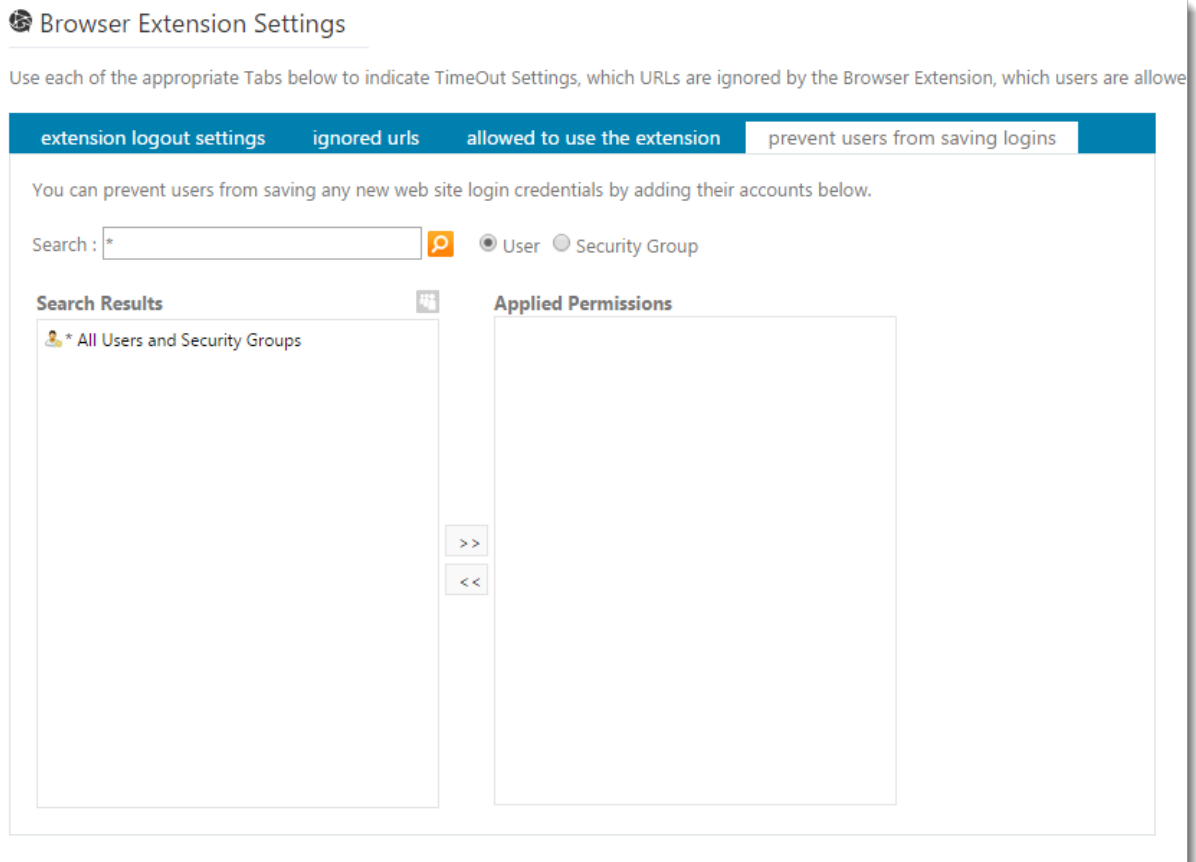 Browser Extension Settings
Use each of the appropriate Tabs below to indicate TimeOut Settings, which URLs are ignored by the Browser Extension, which users are allowe
extension logout settings ignored urls allowed to use the extension prevent users from saving logins
You can prevent users from saving any new web site login credentials by adding their accounts below.
Search : * User Security Group
Search Results Applied Permissions
* All Users and Security Groups
>>
<<